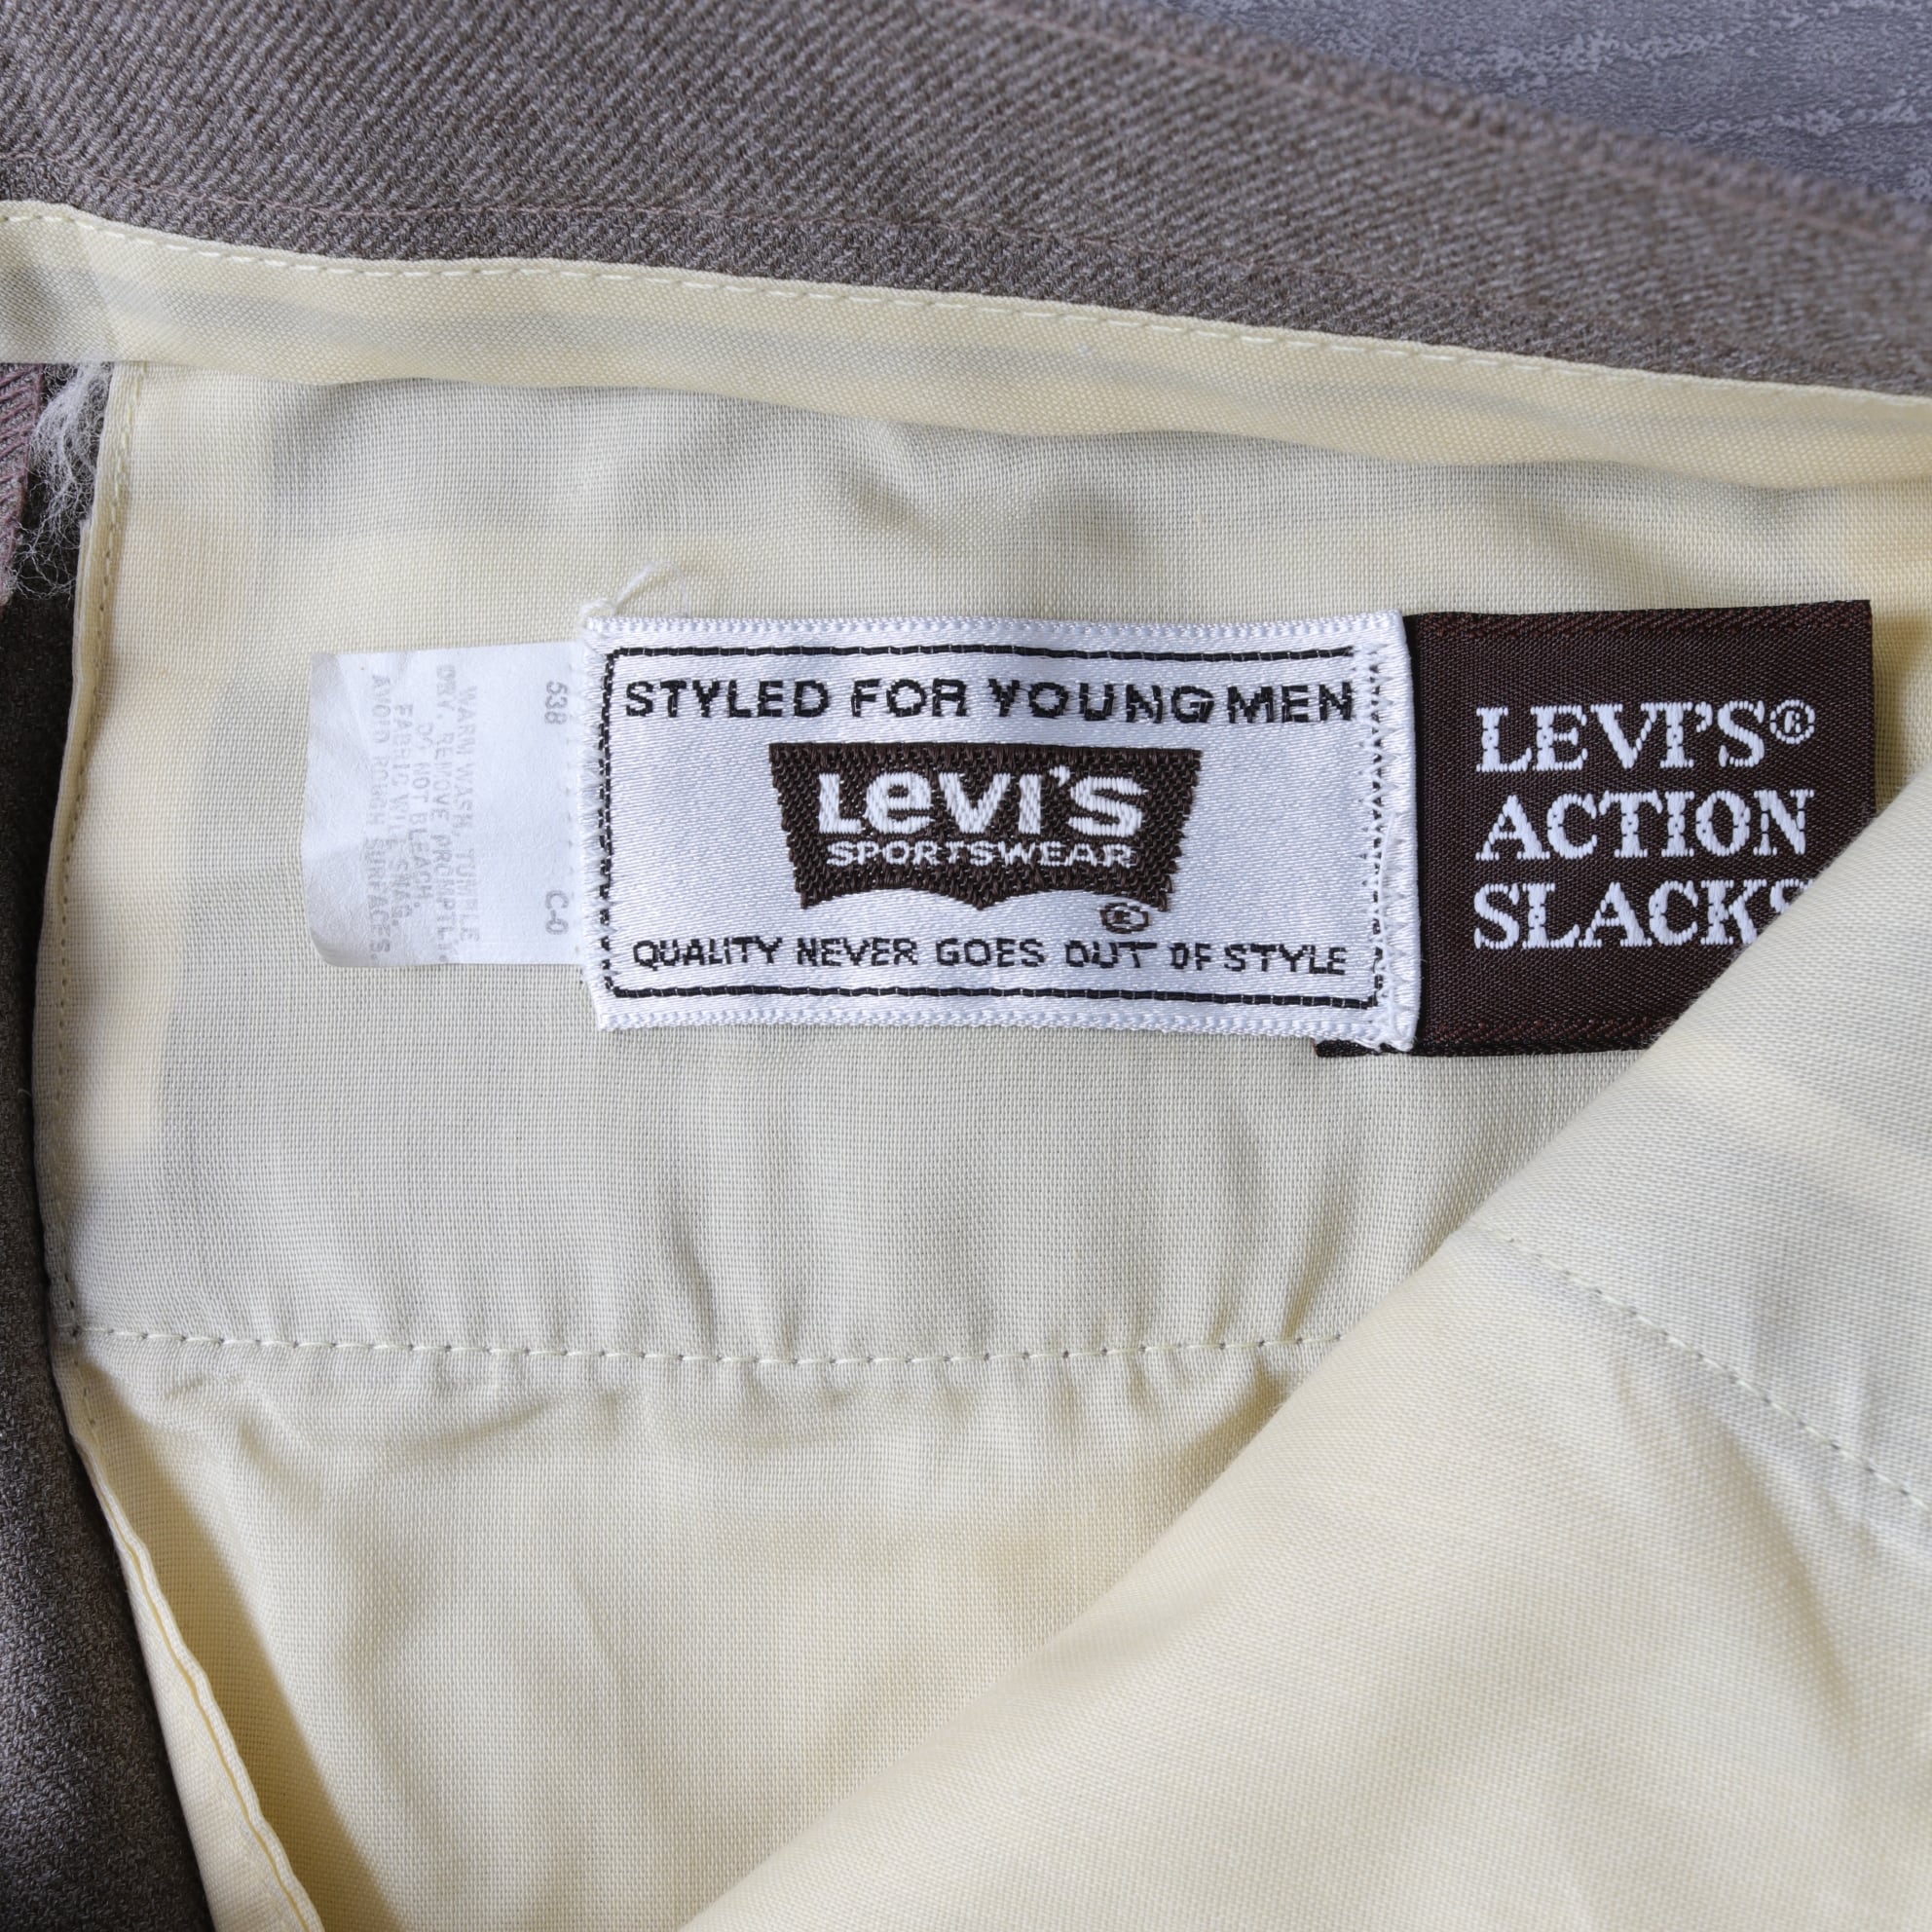 STYLED FOR YOUNG MEN
LEVI'S
SPORTSWEAR
®
QUALITY NEVER GOES OUT OF STYLE
LEVI'S®
ACTION
SLACKS
538 C-0
WARM WASH, TUMBLE
DRY, REMOVE PROMPTLY.
DO NOT BLEACH.
FABRIC WILL SNAG.
AVOID ROUGH SURFACES.